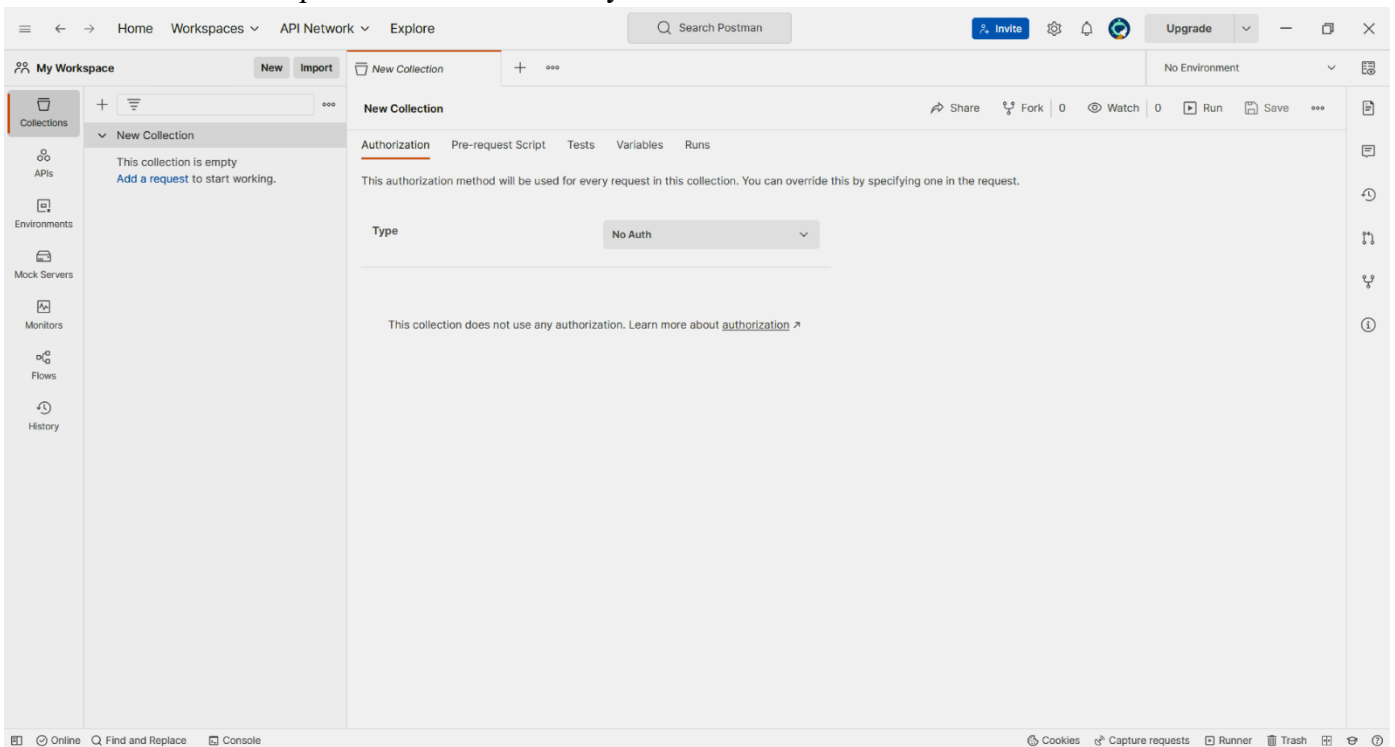 Home Workspaces API Network Explore Search Postman Invite Upgrade
My Workspace New Import New Collection No Environment
Collections
New Collection
New Collection Share Fork 0 Watch 0 Run Save
This collection is empty
Add a request to start working.
Authorization Pre-request Script Tests Variables Runs
This authorization method will be used for every request in this collection. You can override this by specifying one in the request.
APIs
Environments
Type No Auth
Mock Servers
Monitors
This collection does not use any authorization. Learn more about authorization ↗
Flows
History
Online Find and Replace Console Cookies Capture requests Runner Trash